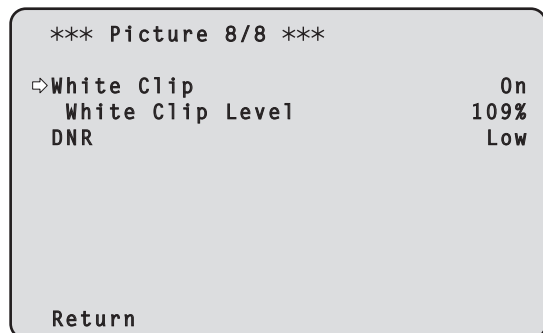 *** Picture 8/8 ***
⇨White Clip On
White Clip Level 109%
DNR Low
Return